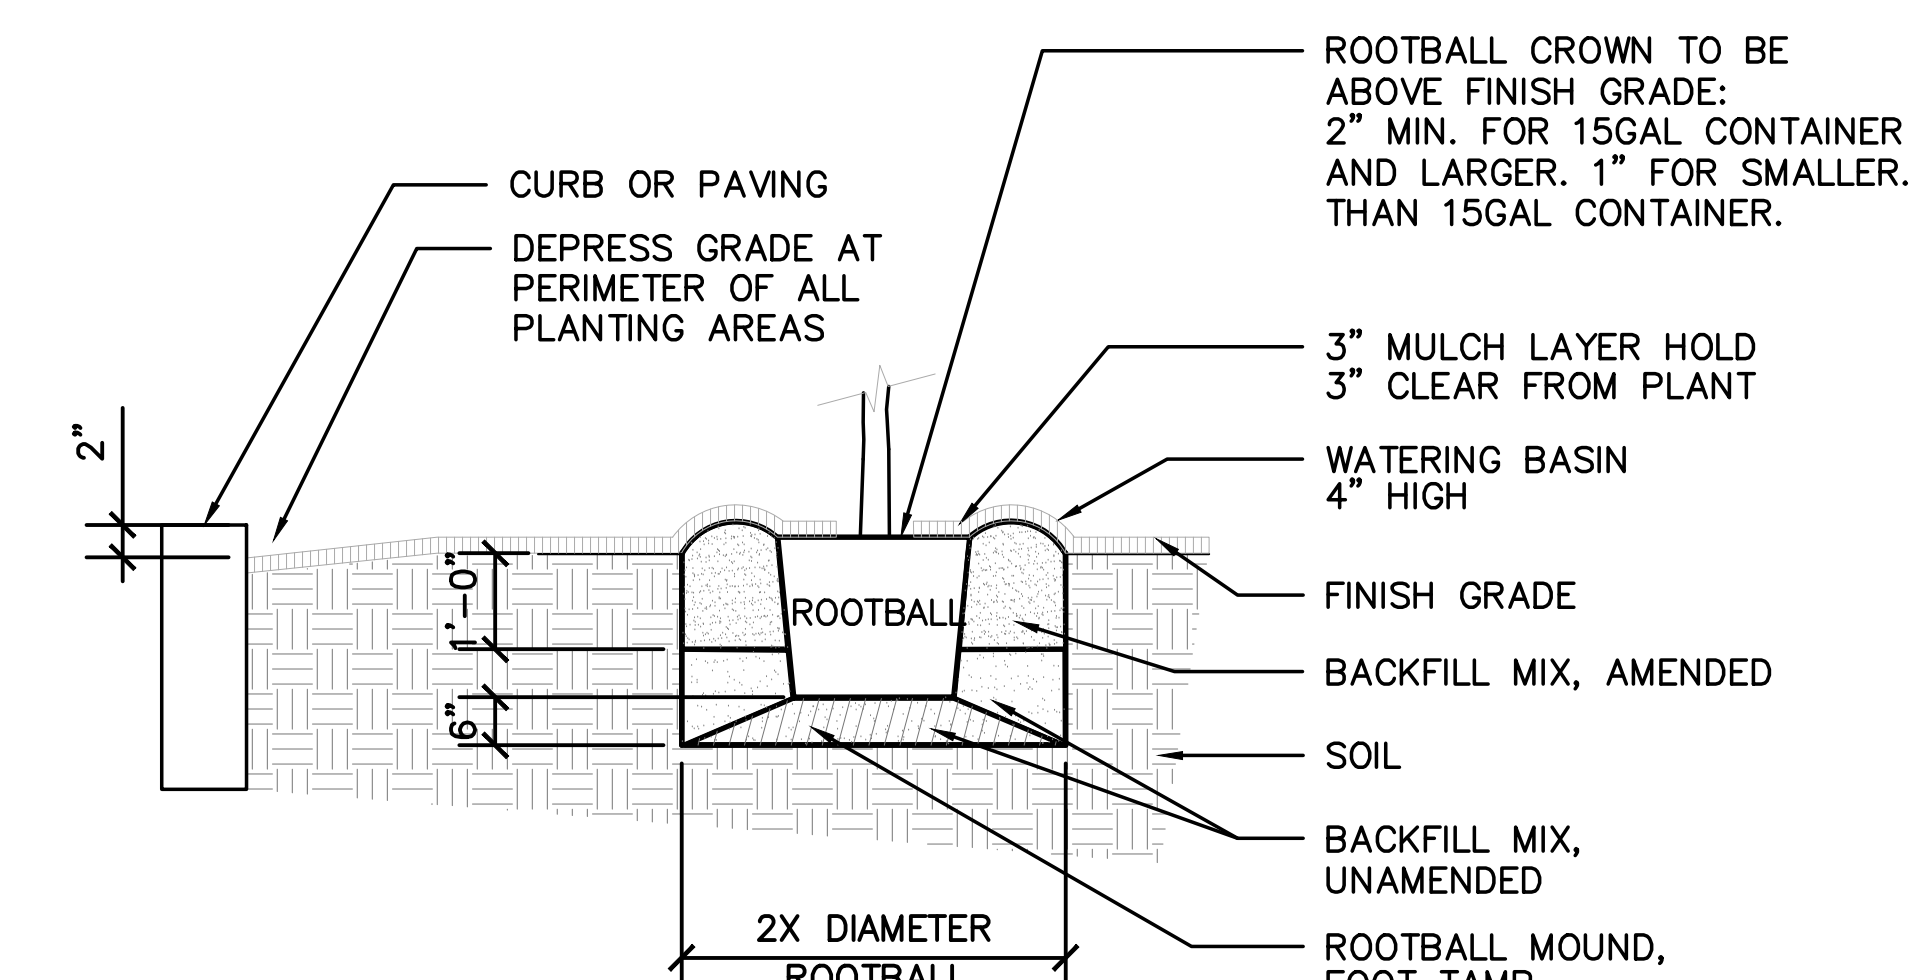 ROOTBALL CROWN TO BE
ABOVE FINISH GRADE:
2" MIN. FOR 15GAL CONTAINER
AND LARGER. 1" FOR SMALLER.
THAN 15GAL CONTAINER.
CURB OR PAVING
DEPRESS GRADE AT
PERIMETER OF ALL
PLANTING AREAS
3" MULCH LAYER HOLD
3" CLEAR FROM PLANT
2"
WATERING BASIN
4" HIGH
1'-0"
FINISH GRADE
ROOTBALL
BACKFILL MIX, AMENDED
6"
SOIL
BACKFILL MIX,
UNAMENDED
2X DIAMETER
ROOTBALL
ROOTBALL MOUND,
FOOT TAMP